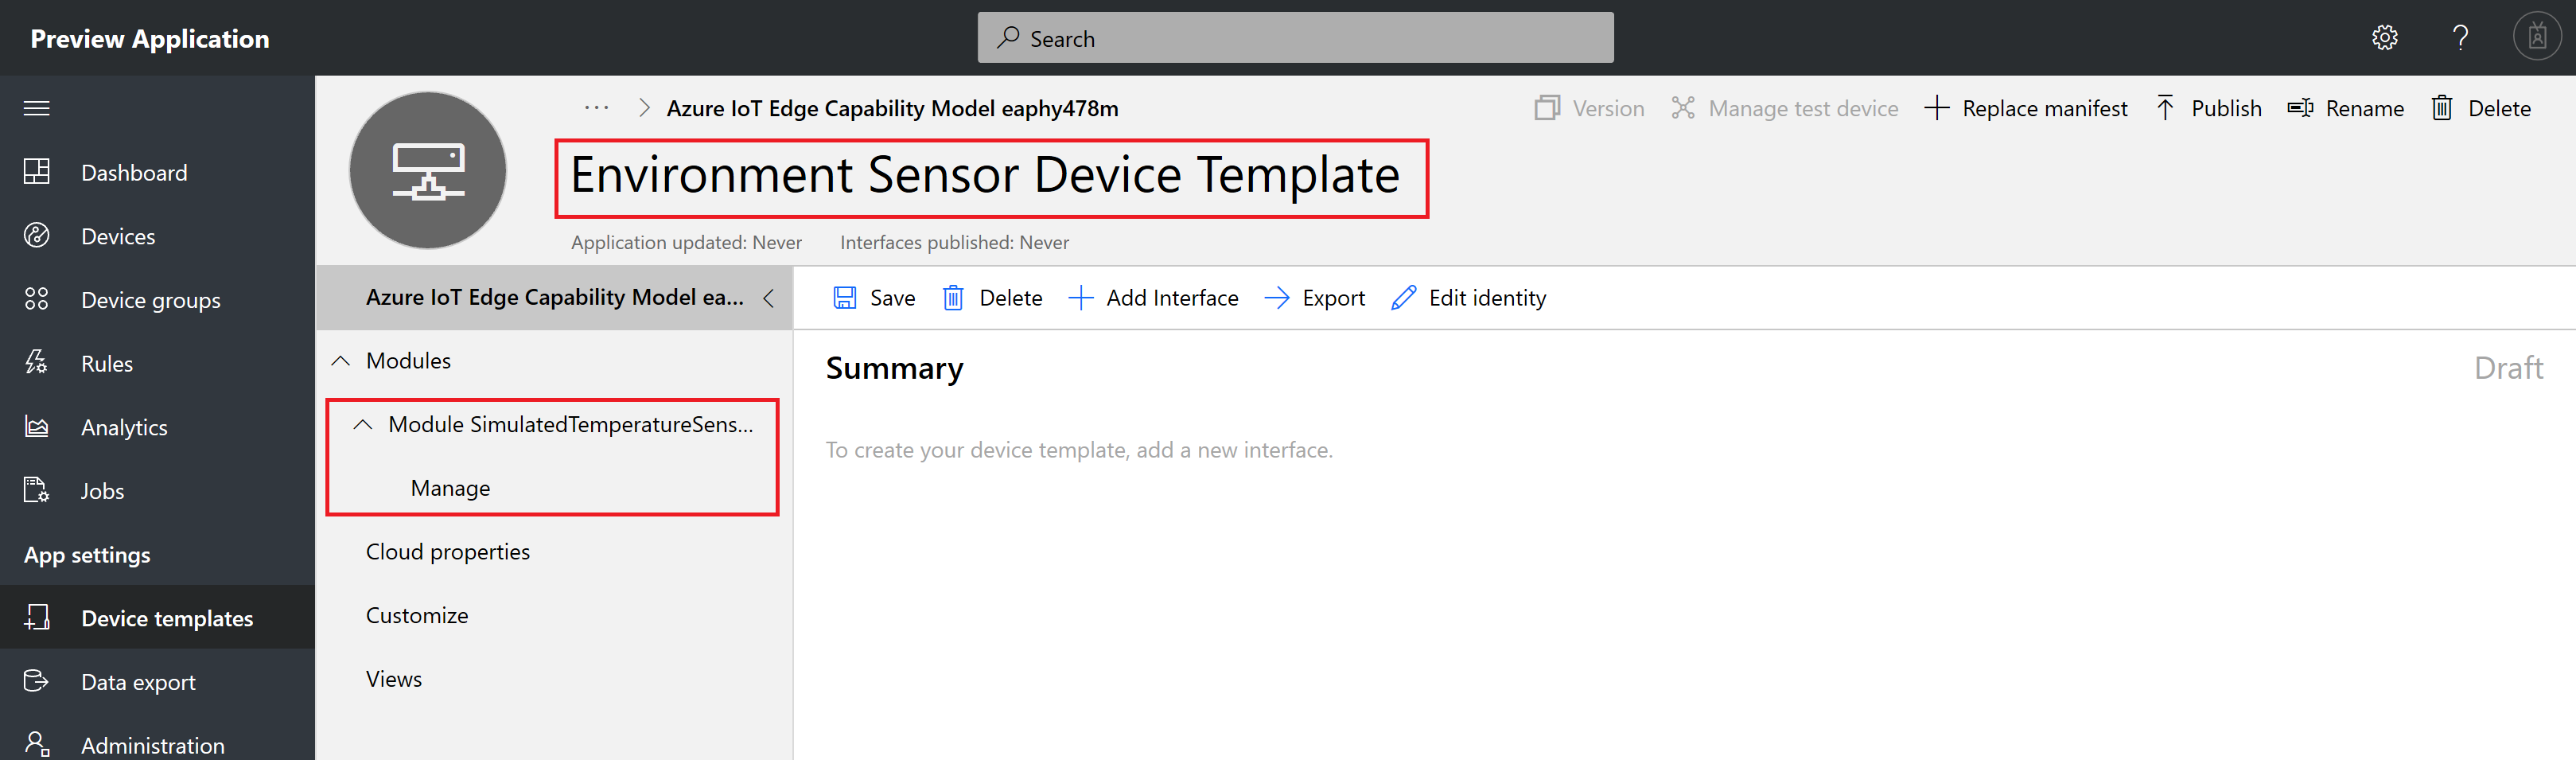 Preview Application
Search
Dashboard
Devices
Device groups
Rules
Analytics
Jobs
App settings
Device templates
Data export
Administration
··· > Azure IoT Edge Capability Model eaphy478m
Version Manage test device Replace manifest Publish Rename Delete
Environment Sensor Device Template
Application updated: Never Interfaces published: Never
Azure IoT Edge Capability Model ea...
Modules
Module SimulatedTemperatureSens...
Manage
Cloud properties
Customize
Views
Save Delete Add Interface Export Edit identity
Summary
Draft
To create your device template, add a new interface.